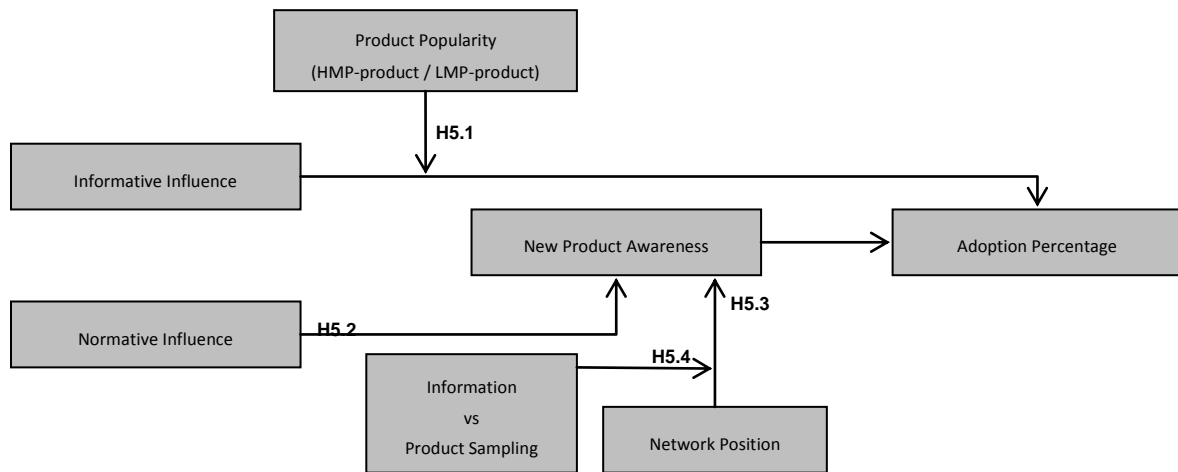 Product Popularity
(HMP-product / LMP-product)
H5.1
Informative Influence
New Product Awareness
Adoption Percentage
H5.3
Normative Influence
H5.2
H5.4
Information
vs
Product Sampling
Network Position